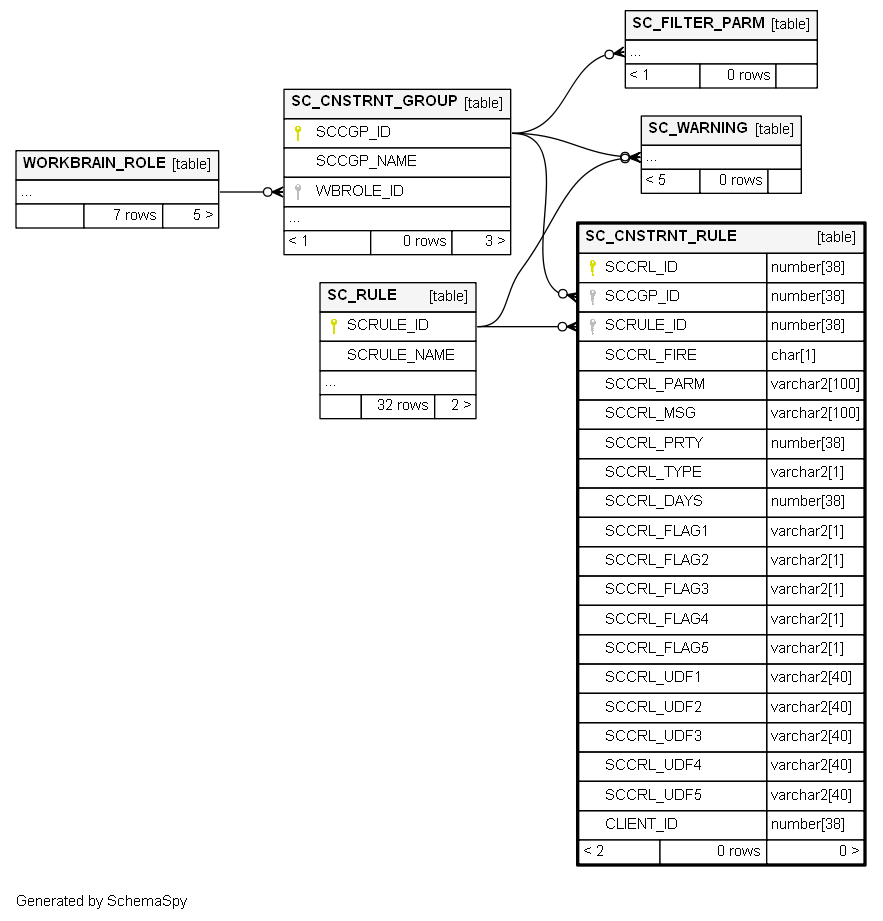 SC_FILTER_PARM [table]
...
< 1 0 rows
SC_CNSTRNT_GROUP [table]
SCCGP_ID
SCCGP_NAME
WBROLE_ID
...
< 1 0 rows 3 >
SC_WARNING [table]
...
< 5 0 rows
WORKBRAIN_ROLE [table]
...
7 rows 5 >
SC_RULE [table]
SCRULE_ID
SCRULE_NAME
...
32 rows 2 >
SC_CNSTRNT_RULE [table]
SCCRL_ID number[38]
SCCGP_ID number[38]
SCRULE_ID number[38]
SCCRL_FIRE char[1]
SCCRL_PARM varchar2[100]
SCCRL_MSG varchar2[100]
SCCRL_PRTY number[38]
SCCRL_TYPE varchar2[1]
SCCRL_DAYS number[38]
SCCRL_FLAG1 varchar2[1]
SCCRL_FLAG2 varchar2[1]
SCCRL_FLAG3 varchar2[1]
SCCRL_FLAG4 varchar2[1]
SCCRL_FLAG5 varchar2[1]
SCCRL_UDF1 varchar2[40]
SCCRL_UDF2 varchar2[40]
SCCRL_UDF3 varchar2[40]
SCCRL_UDF4 varchar2[40]
SCCRL_UDF5 varchar2[40]
CLIENT_ID number[38]
< 2 0 rows 0 >
Generated by SchemaSpy